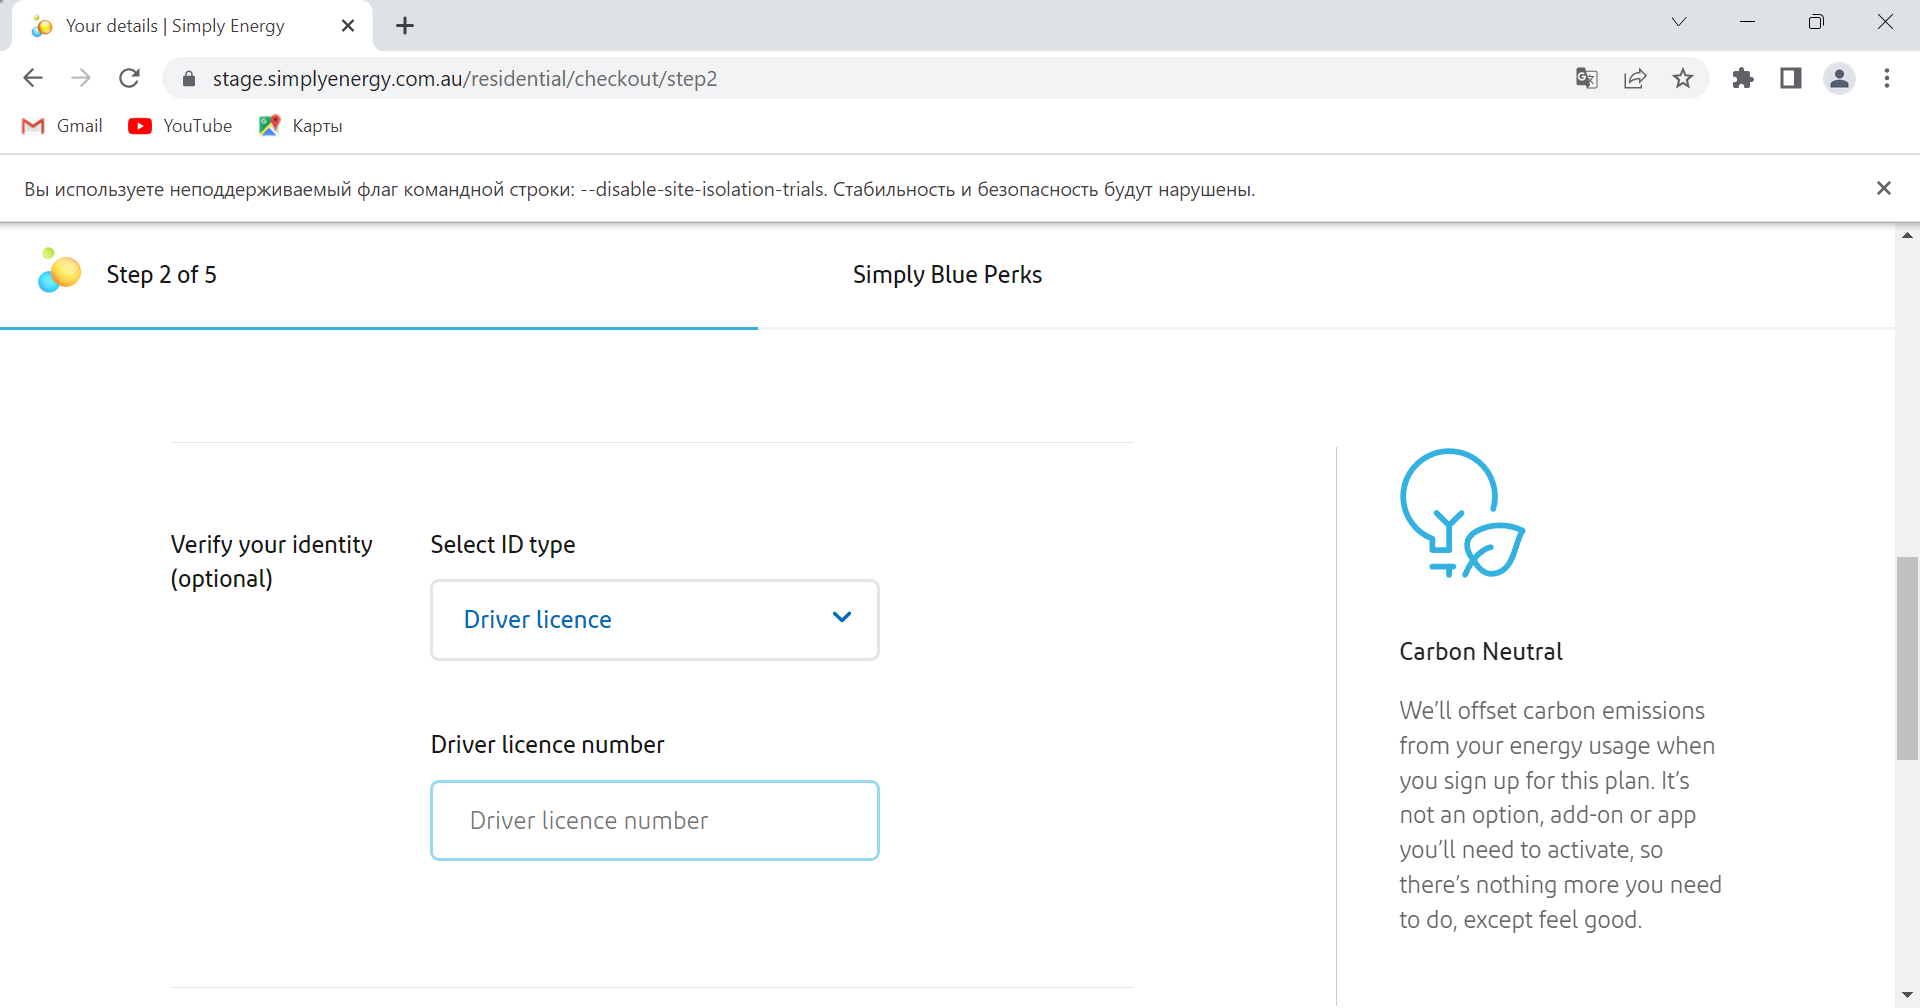 Your details | Simply Energy
stage.simplyenergy.com.au/residential/checkout/step2
Gmail
YouTube
Карты
Вы используете неподдерживаемый флаг командной строки: --disable-site-isolation-trials. Стабильность и безопасность будут нарушены.
Step 2 of 5
Simply Blue Perks
Verify your identity
(optional)
Select ID type
Driver licence
Driver licence number
Driver licence number
Carbon Neutral
We’ll offset carbon emissions
from your energy usage when
you sign up for this plan. It’s
not an option, add-on or app
you’ll need to activate, so
there’s nothing more you need
to do, except feel good.